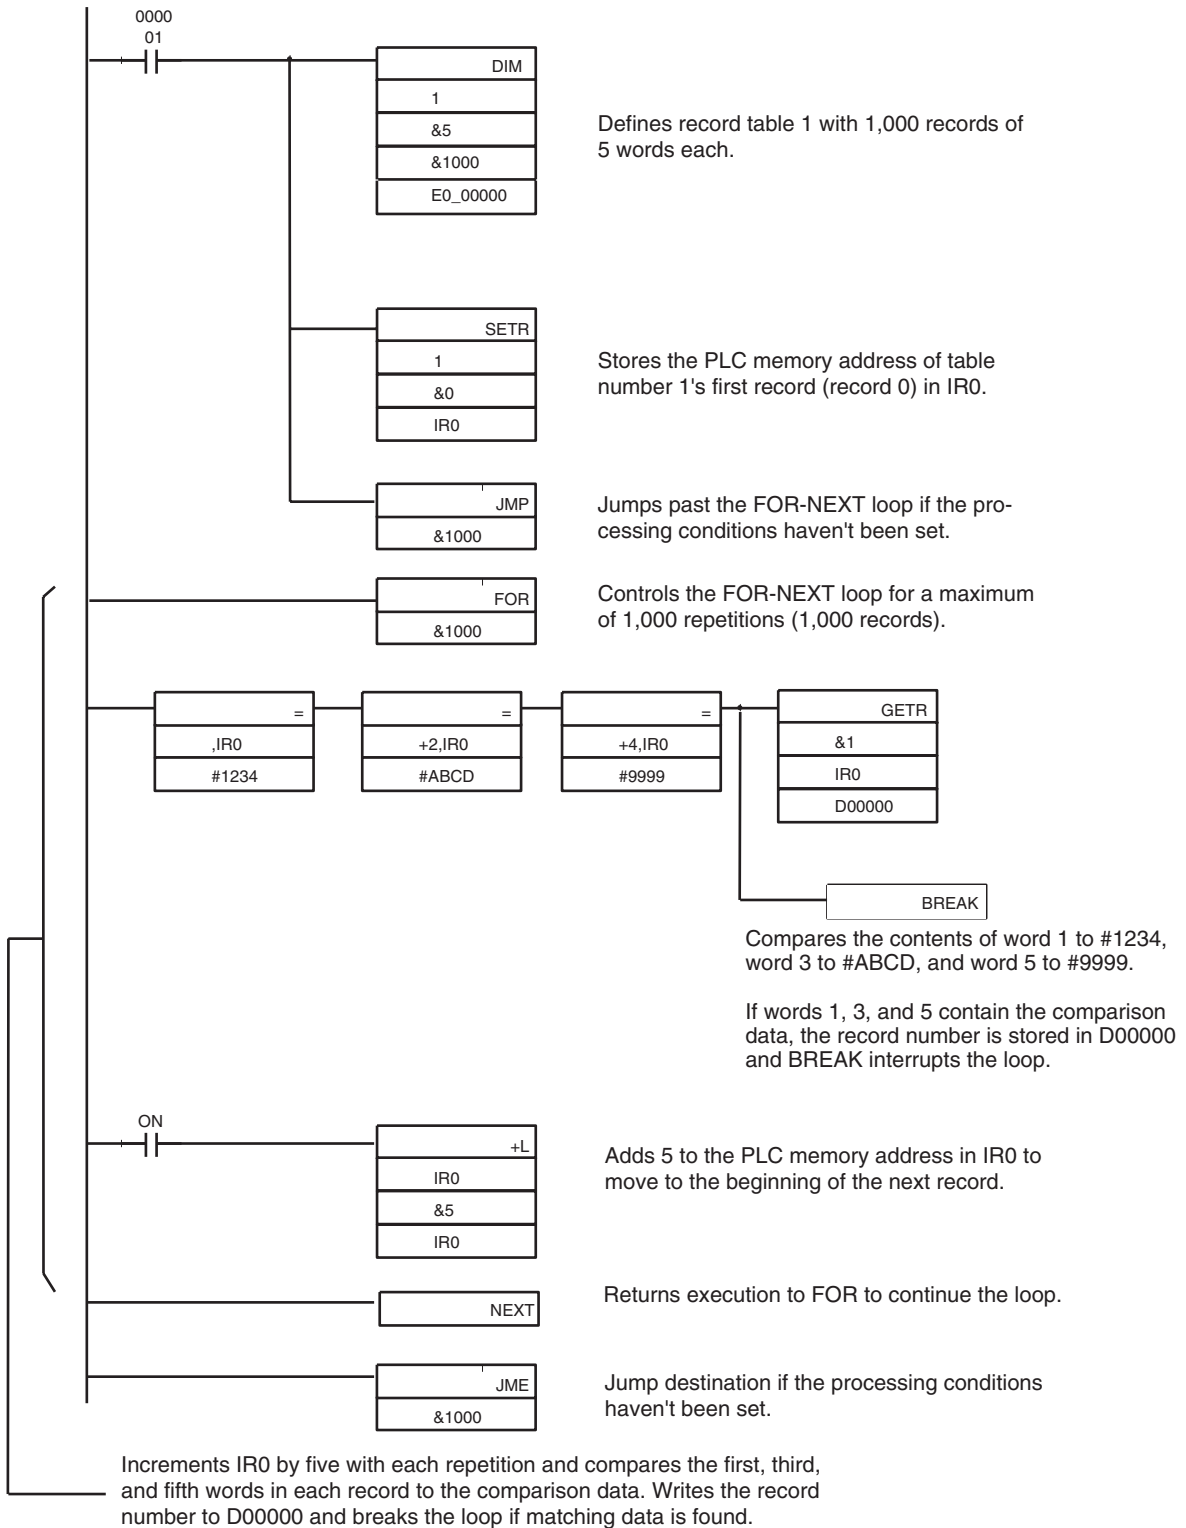 0000
01
DIM
1
&5
&1000
E0_00000
Defines record table 1 with 1,000 records of
5 words each.
SETR
1
&0
IR0
Stores the PLC memory address of table
number 1's first record (record 0) in IR0.
JMP
&1000
Jumps past the FOR-NEXT loop if the pro-
cessing conditions haven't been set.
FOR
&1000
Controls the FOR-NEXT loop for a maximum
of 1,000 repetitions (1,000 records).
=
,IR0
#1234
=
+2,IR0
#ABCD
=
+4,IR0
#9999
GETR
&1
IR0
D00000
BREAK
Compares the contents of word 1 to #1234,
word 3 to #ABCD, and word 5 to #9999.
If words 1, 3, and 5 contain the comparison
data, the record number is stored in D00000
and BREAK interrupts the loop.
ON
+L
IR0
&5
IR0
Adds 5 to the PLC memory address in IR0 to
move to the beginning of the next record.
NEXT
Returns execution to FOR to continue the loop.
JME
&1000
Jump destination if the processing conditions
haven't been set.
Increments IR0 by five with each repetition and compares the first, third,
and fifth words in each record to the comparison data. Writes the record
number to D00000 and breaks the loop if matching data is found.